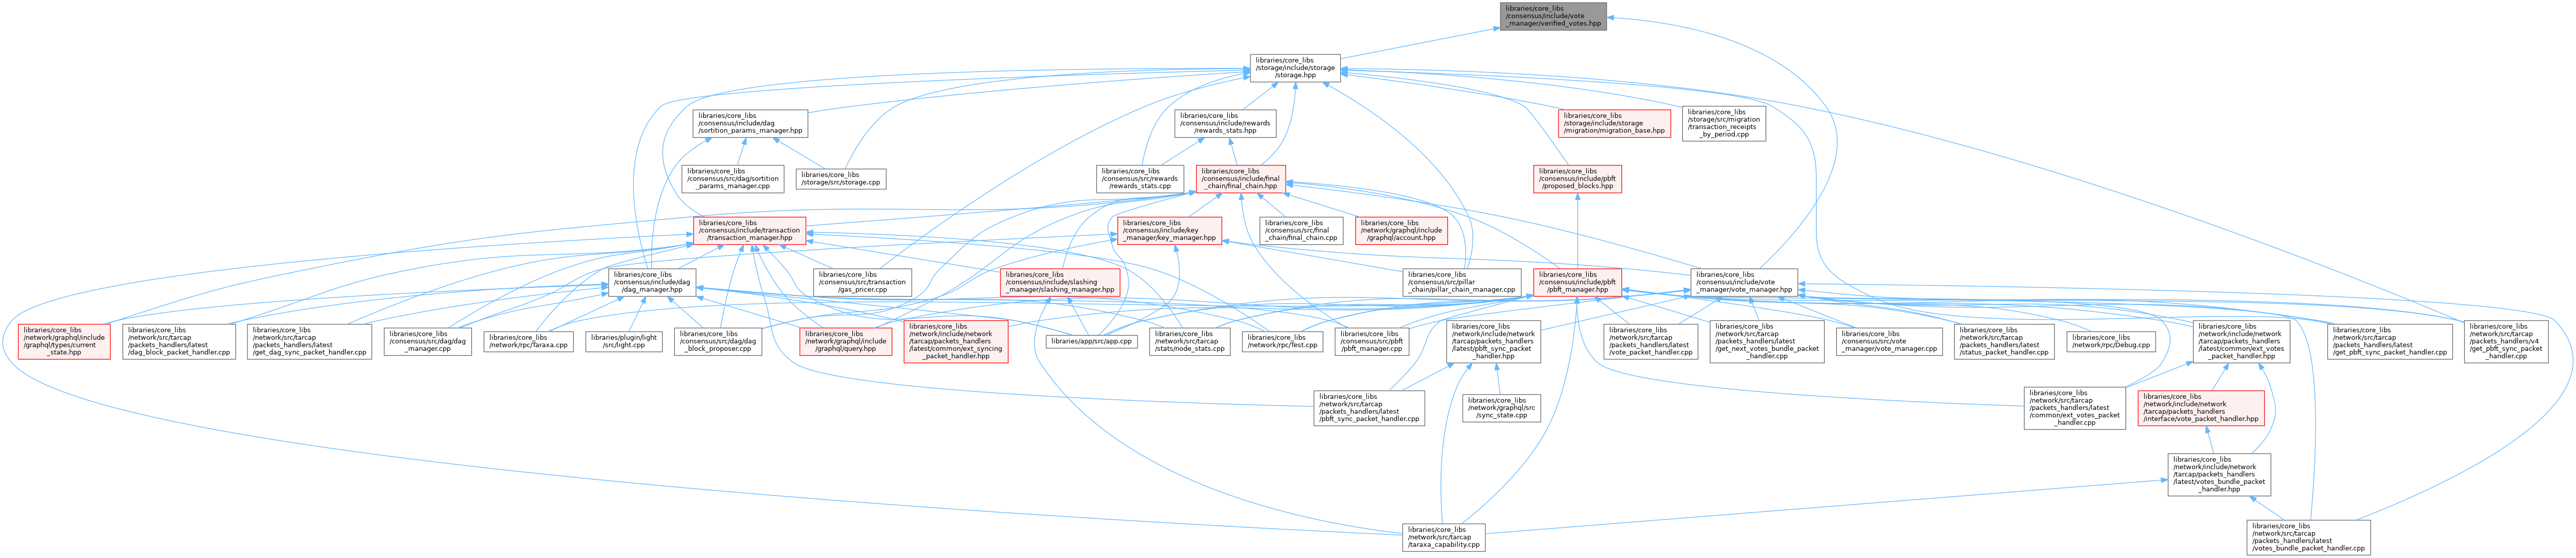 libraries/core_libs
/consensus/include/vote
_manager/verified_votes.hpp
libraries/core_libs
/storage/include/storage
/storage.hpp
libraries/core_libs
/consensus/include/dag
/sortition_params_manager.hpp
libraries/core_libs
/consensus/include/rewards
/rewards_stats.hpp
libraries/core_libs
/storage/include/storage
/migration/migration_base.hpp
libraries/core_libs
/storage/src/migration
/transaction_receipts
_by_period.cpp
libraries/core_libs
/consensus/src/dag/sortition
_params_manager.cpp
libraries/core_libs
/storage/src/storage.cpp
libraries/core_libs
/consensus/src/rewards
/rewards_stats.cpp
libraries/core_libs
/consensus/include/final
_chain/final_chain.hpp
libraries/core_libs
/consensus/include/pbft
/proposed_blocks.hpp
libraries/core_libs
/consensus/include/transaction
/transaction_manager.hpp
libraries/core_libs
/consensus/include/key
_manager/key_manager.hpp
libraries/core_libs
/consensus/src/final
_chain/final_chain.cpp
libraries/core_libs
/network/graphql/include
/graphql/account.hpp
libraries/core_libs
/consensus/include/dag
/dag_manager.hpp
libraries/core_libs
/consensus/src/transaction
/gas_pricer.cpp
libraries/core_libs
/consensus/include/slashing
_manager/slashing_manager.hpp
libraries/core_libs
/consensus/src/pillar
_chain/pillar_chain_manager.cpp
libraries/core_libs
/consensus/include/pbft
/pbft_manager.hpp
libraries/core_libs
/consensus/include/vote
_manager/vote_manager.hpp
libraries/core_libs
/network/graphql/include
/graphql/types/current
_state.hpp
libraries/core_libs
/network/src/tarcap
/packets_handlers/latest
/dag_block_packet_handler.cpp
libraries/core_libs
/network/src/tarcap
/packets_handlers/latest
/get_dag_sync_packet_handler.cpp
libraries/core_libs
/consensus/src/dag/dag
_manager.cpp
libraries/core_libs
/network/rpc/Taraxa.cpp
libraries/plugin/light
/src/light.cpp
libraries/core_libs
/consensus/src/dag/dag
_block_proposer.cpp
libraries/core_libs
/network/graphql/include
/graphql/query.hpp
libraries/core_libs
/network/include/network
/tarcap/packets_handlers
/latest/common/ext_syncing
_packet_handler.hpp
libraries/app/src/app.cpp
libraries/core_libs
/network/src/tarcap
/stats/node_stats.cpp
libraries/core_libs
/network/rpc/Test.cpp
libraries/core_libs
/consensus/src/pbft
/pbft_manager.cpp
libraries/core_libs
/network/include/network
/tarcap/packets_handlers
/latest/pbft_sync_packet
_handler.hpp
libraries/core_libs
/network/src/tarcap
/packets_handlers/latest
/vote_packet_handler.cpp
libraries/core_libs
/network/src/tarcap
/packets_handlers/latest
/get_next_votes_bundle_packet
_handler.cpp
libraries/core_libs
/consensus/src/vote
_manager/vote_manager.cpp
libraries/core_libs
/network/src/tarcap
/packets_handlers/latest
/status_packet_handler.cpp
libraries/core_libs
/network/rpc/Debug.cpp
libraries/core_libs
/network/include/network
/tarcap/packets_handlers
/latest/common/ext_votes
_packet_handler.hpp
libraries/core_libs
/network/src/tarcap
/packets_handlers/latest
/get_pbft_sync_packet_handler.cpp
libraries/core_libs
/network/src/tarcap
/packets_handlers/v4
/get_pbft_sync_packet
_handler.cpp
libraries/core_libs
/network/src/tarcap
/packets_handlers/latest
/pbft_sync_packet_handler.cpp
libraries/core_libs
/network/graphql/src
/sync_state.cpp
libraries/core_libs
/network/src/tarcap
/packets_handlers/latest
/common/ext_votes_packet
_handler.cpp
libraries/core_libs
/network/include/network
/tarcap/packets_handlers
/interface/vote_packet_handler.hpp
libraries/core_libs
/network/include/network
/tarcap/packets_handlers
/latest/votes_bundle_packet
_handler.hpp
libraries/core_libs
/network/src/tarcap
/taraxa_capability.cpp
libraries/core_libs
/network/src/tarcap
/packets_handlers/latest
/votes_bundle_packet_handler.cpp